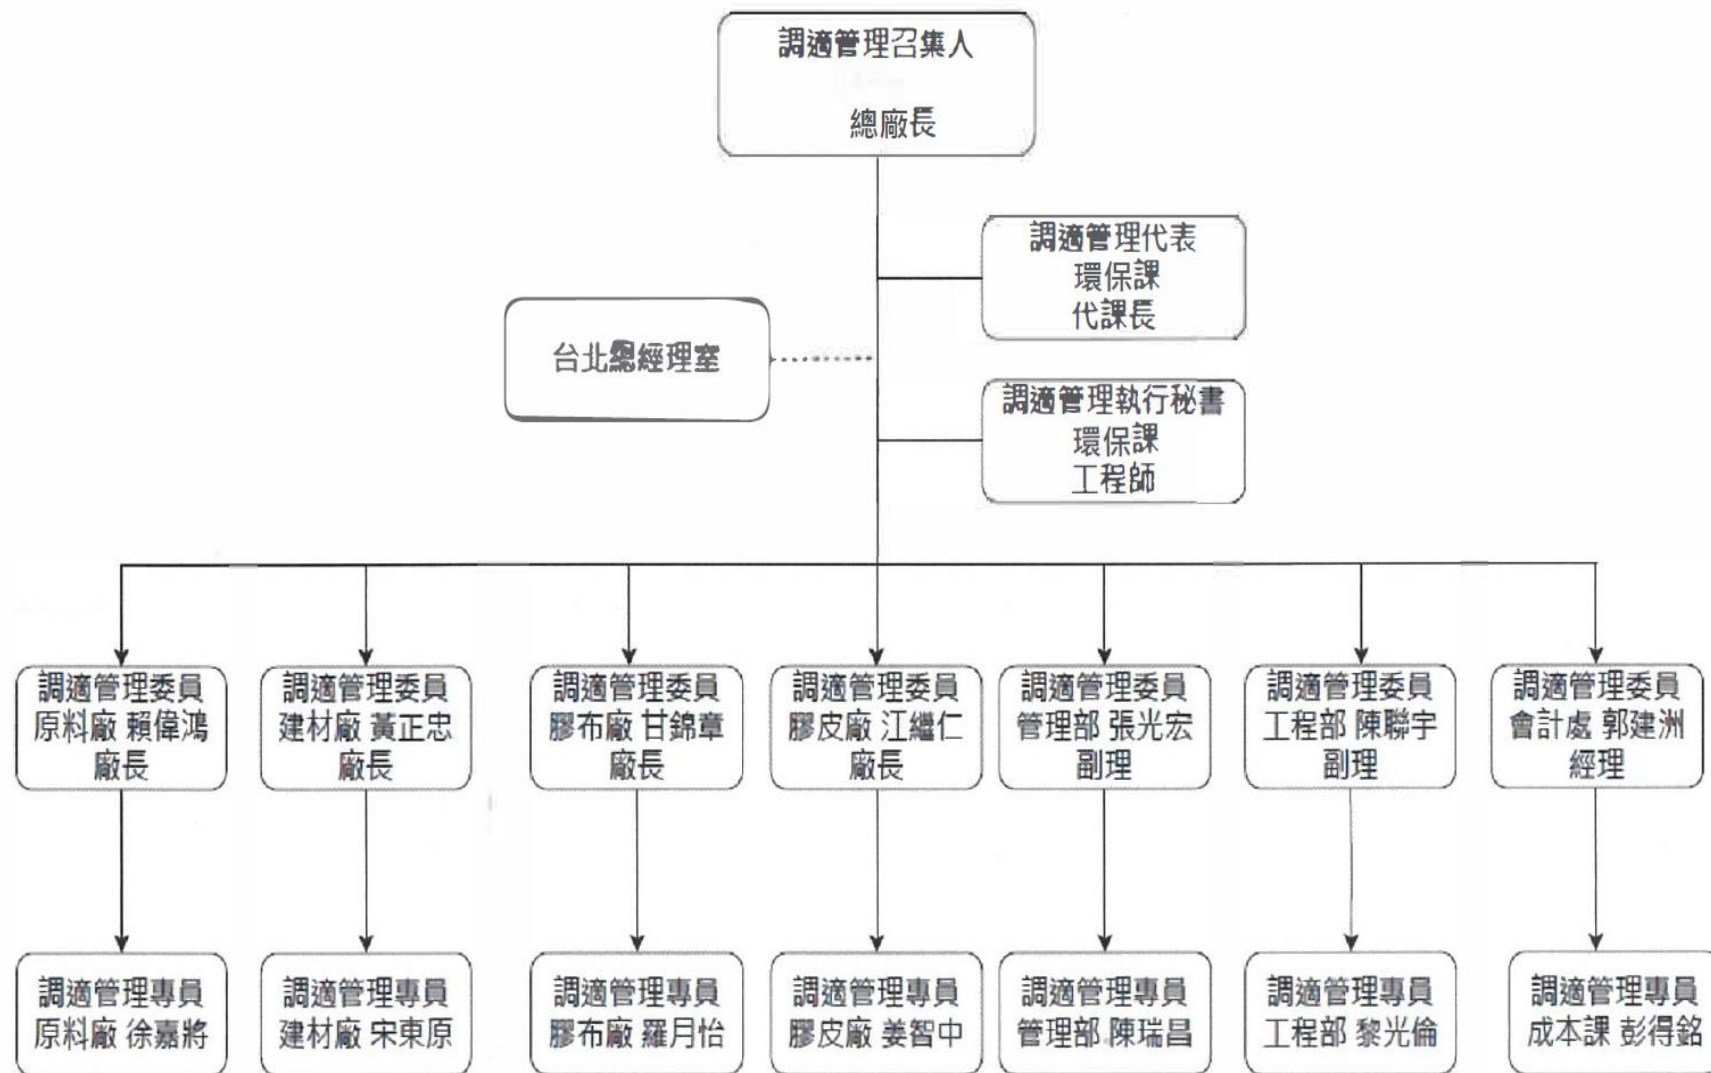 調適管理召集人
總廠長
調適管理代表
環保課
代課長
台北總經理室
調適管理執行秘書
環保課
工程師
調適管理委員
原料廠 賴偉鴻
廠長
調適管理委員
建材廠 黃正忠
廠長
調適管理委員
膠布廠 甘錦章
廠長
調適管理委員
膠皮廠 江繼仁
廠長
調適管理委員
管理部 張光宏
副理
調適管理委員
工程部 陳聯宇
副理
調適管理委員
會計處 郭建洲
經理
調適管理專員
原料廠 徐嘉將
調適管理專員
建材廠 宋東原
調適管理專員
膠布廠 羅月怡
調適管理專員
膠皮廠 姜智中
調適管理專員
管理部 陳瑞昌
調適管理專員
工程部 黎光倫
調適管理專員
成本課 彭得銘